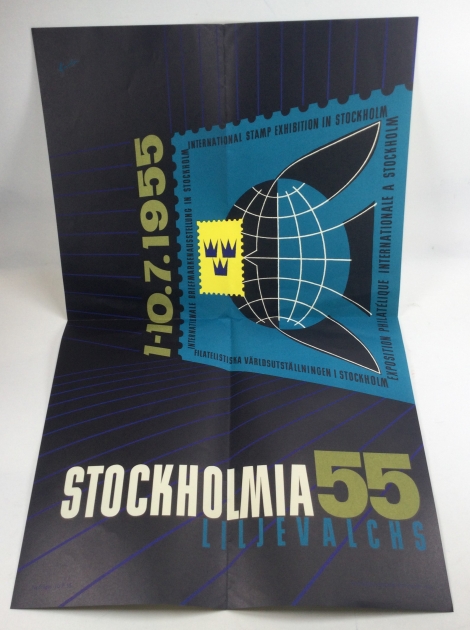 1-10.7.1955
INTERNATIONAL STAMP EXHIBITION IN STOCKHOLM
INTERNATIONALE BRIEFMARKENAUSSTELLUNG IN STOCKHOLM
EXPOSITION PHILATÉLIQUE INTERNATIONALE A STOCKHOLM
FILATELISTISKA VÄRLDSUTSTÄLLNINGEN I STOCKHOLM
STOCKHOLMIA 55
LILJEVALCHS